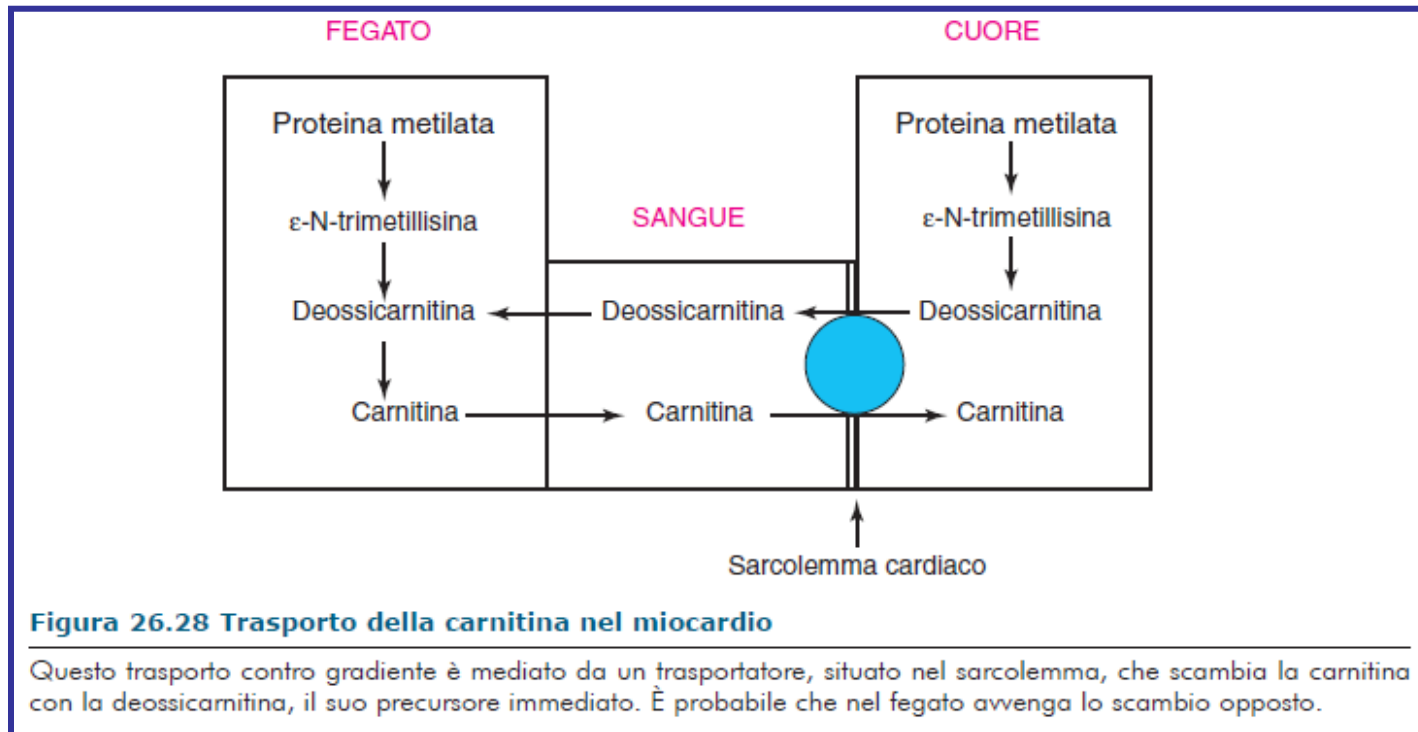 FEGATO CUORE
Proteina metilata Proteina metilata
ε-N-trimetillisina SANGUE ε-N-trimetillisina
Deossicarnitina Deossicarnitina Deossicarnitina
Carnitina Carnitina Carnitina
Sarcolemma cardiaco
Figura 26.28 Trasporto della carnitina nel miocardio
Questo trasporto contro gradiente è mediato da un trasportatore, situato nel sarcolemma, che scambia la carnitina
con la deossicarnitina, il suo precursore immediato. È probabile che nel fegato avvenga lo scambio opposto.